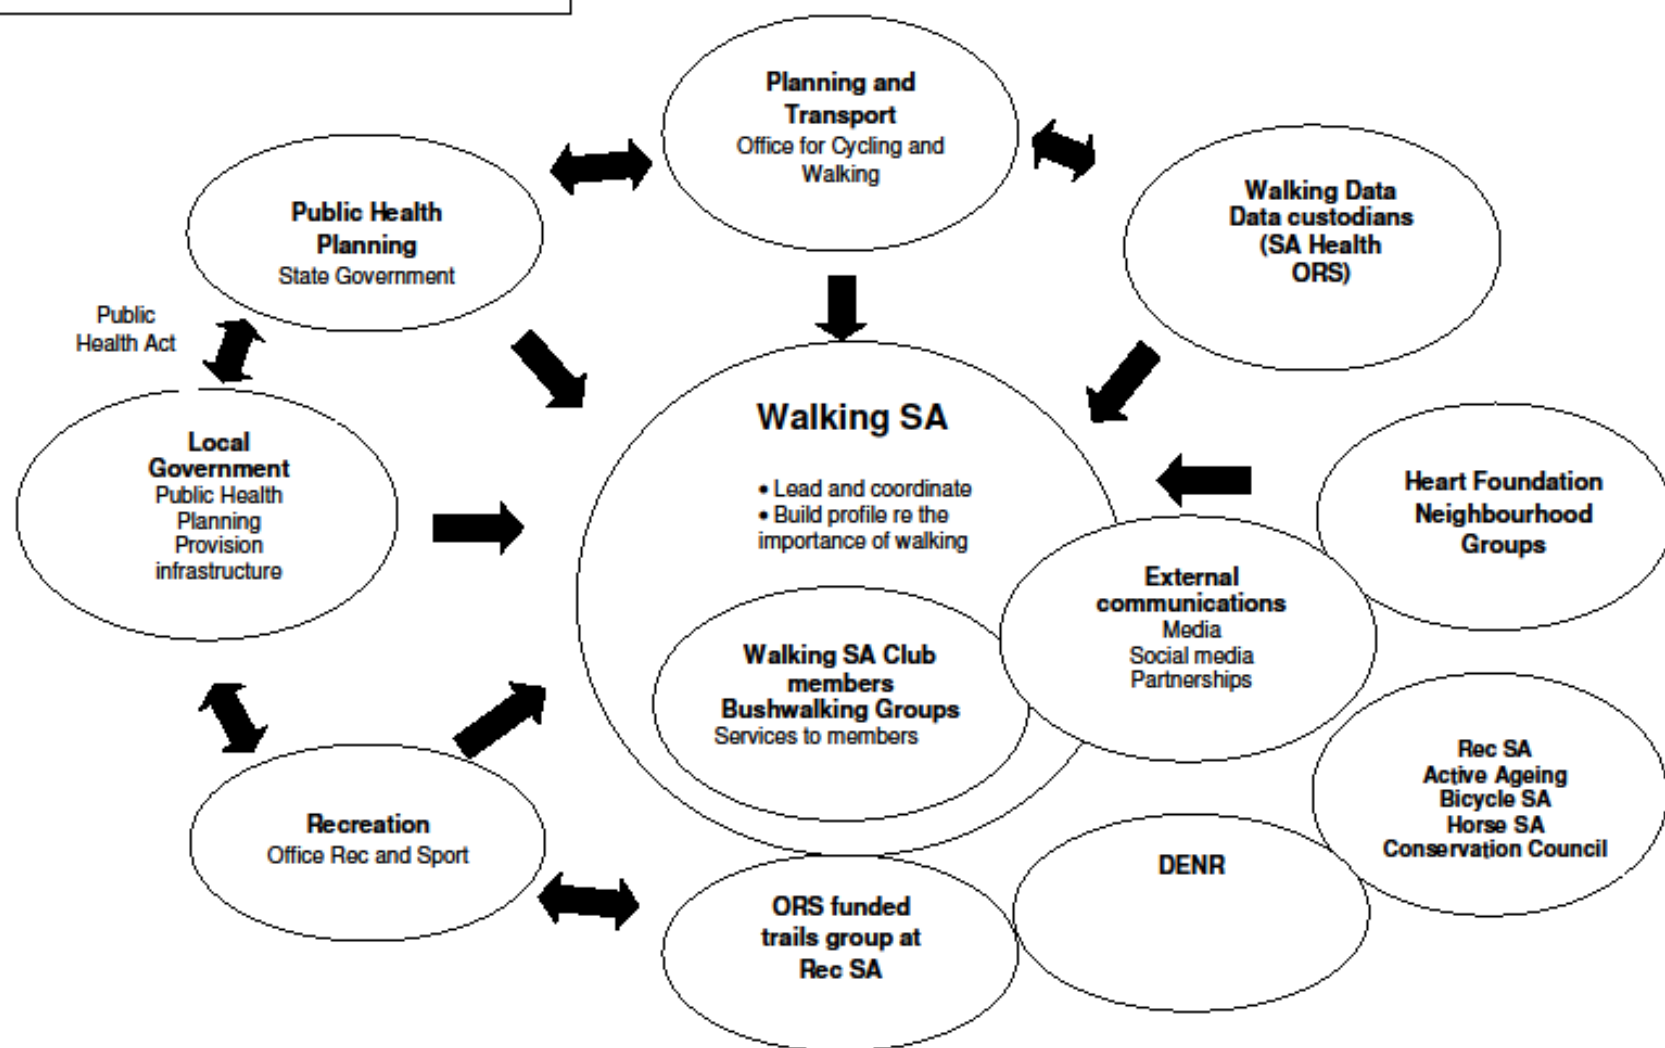 Planning and
Transport
Office for Cycling and
Walking
Public Health
Planning
State Government
Walking Data
Data custodians
(SA Health
ORS)
Public
Health Act
Local
Government
Public Health
Planning
Provision
infrastructure
Walking SA
• Lead and coordinate
• Build profile re the
importance of walking
Heart Foundation
Neighbourhood
Groups
External
communications
Media
Social media
Partnerships
Walking SA Club
members
Bushwalking Groups
Services to members
Rec SA
Active Ageing
Bicycle SA
Horse SA
Conservation Council
Recreation
Office Rec and Sport
DENR
ORS funded
trails group at
Rec SA